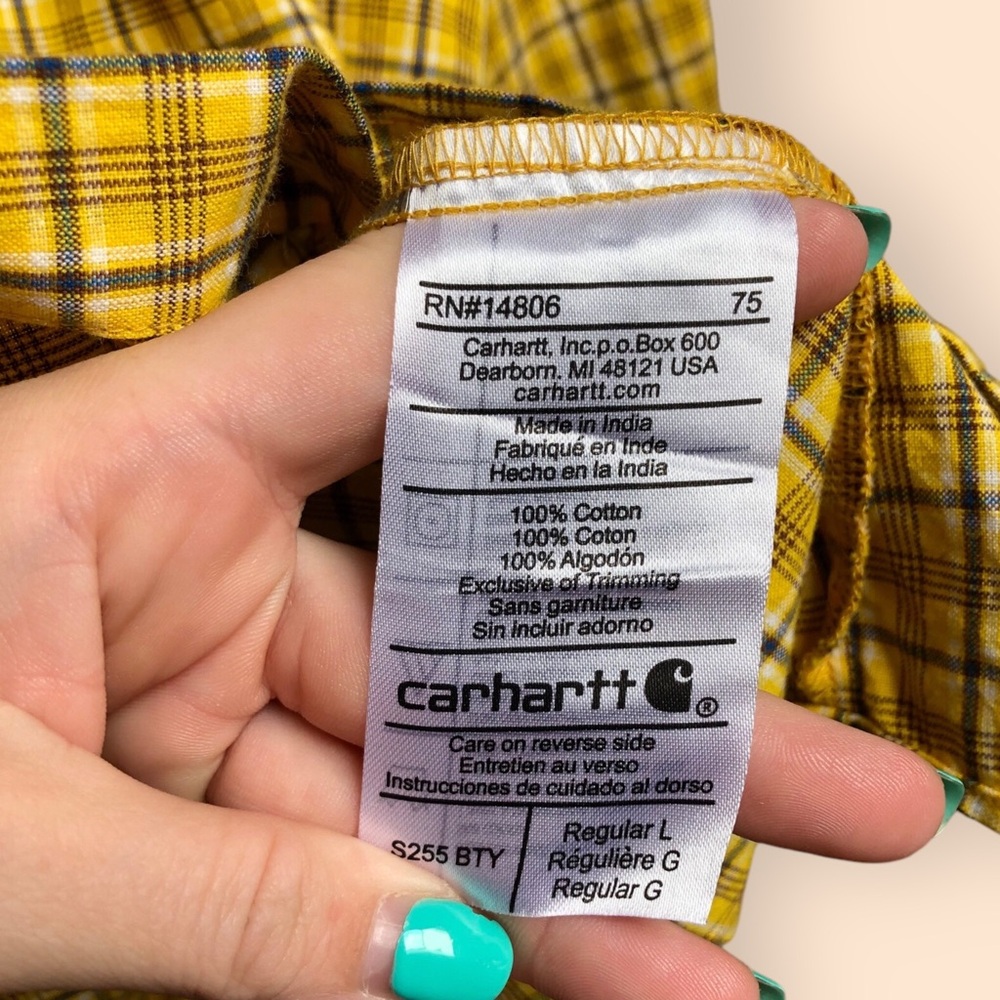 RN#14806 75
Carhartt, Inc.p.o.Box 600
Dearborn, MI 48121 USA
carhartt.com
Made in India
Fabriqué en Inde
Hecho en la India
100% Cotton
100% Coton
100% Algodón
Exclusive of Trimming
Sans garniture
Sin incluir adorno
carhartt ®
Care on reverse side
Entretien au verso
Instrucciones de cuidado al dorso
S255 BTY
Regular L
Régulière G
Regular G